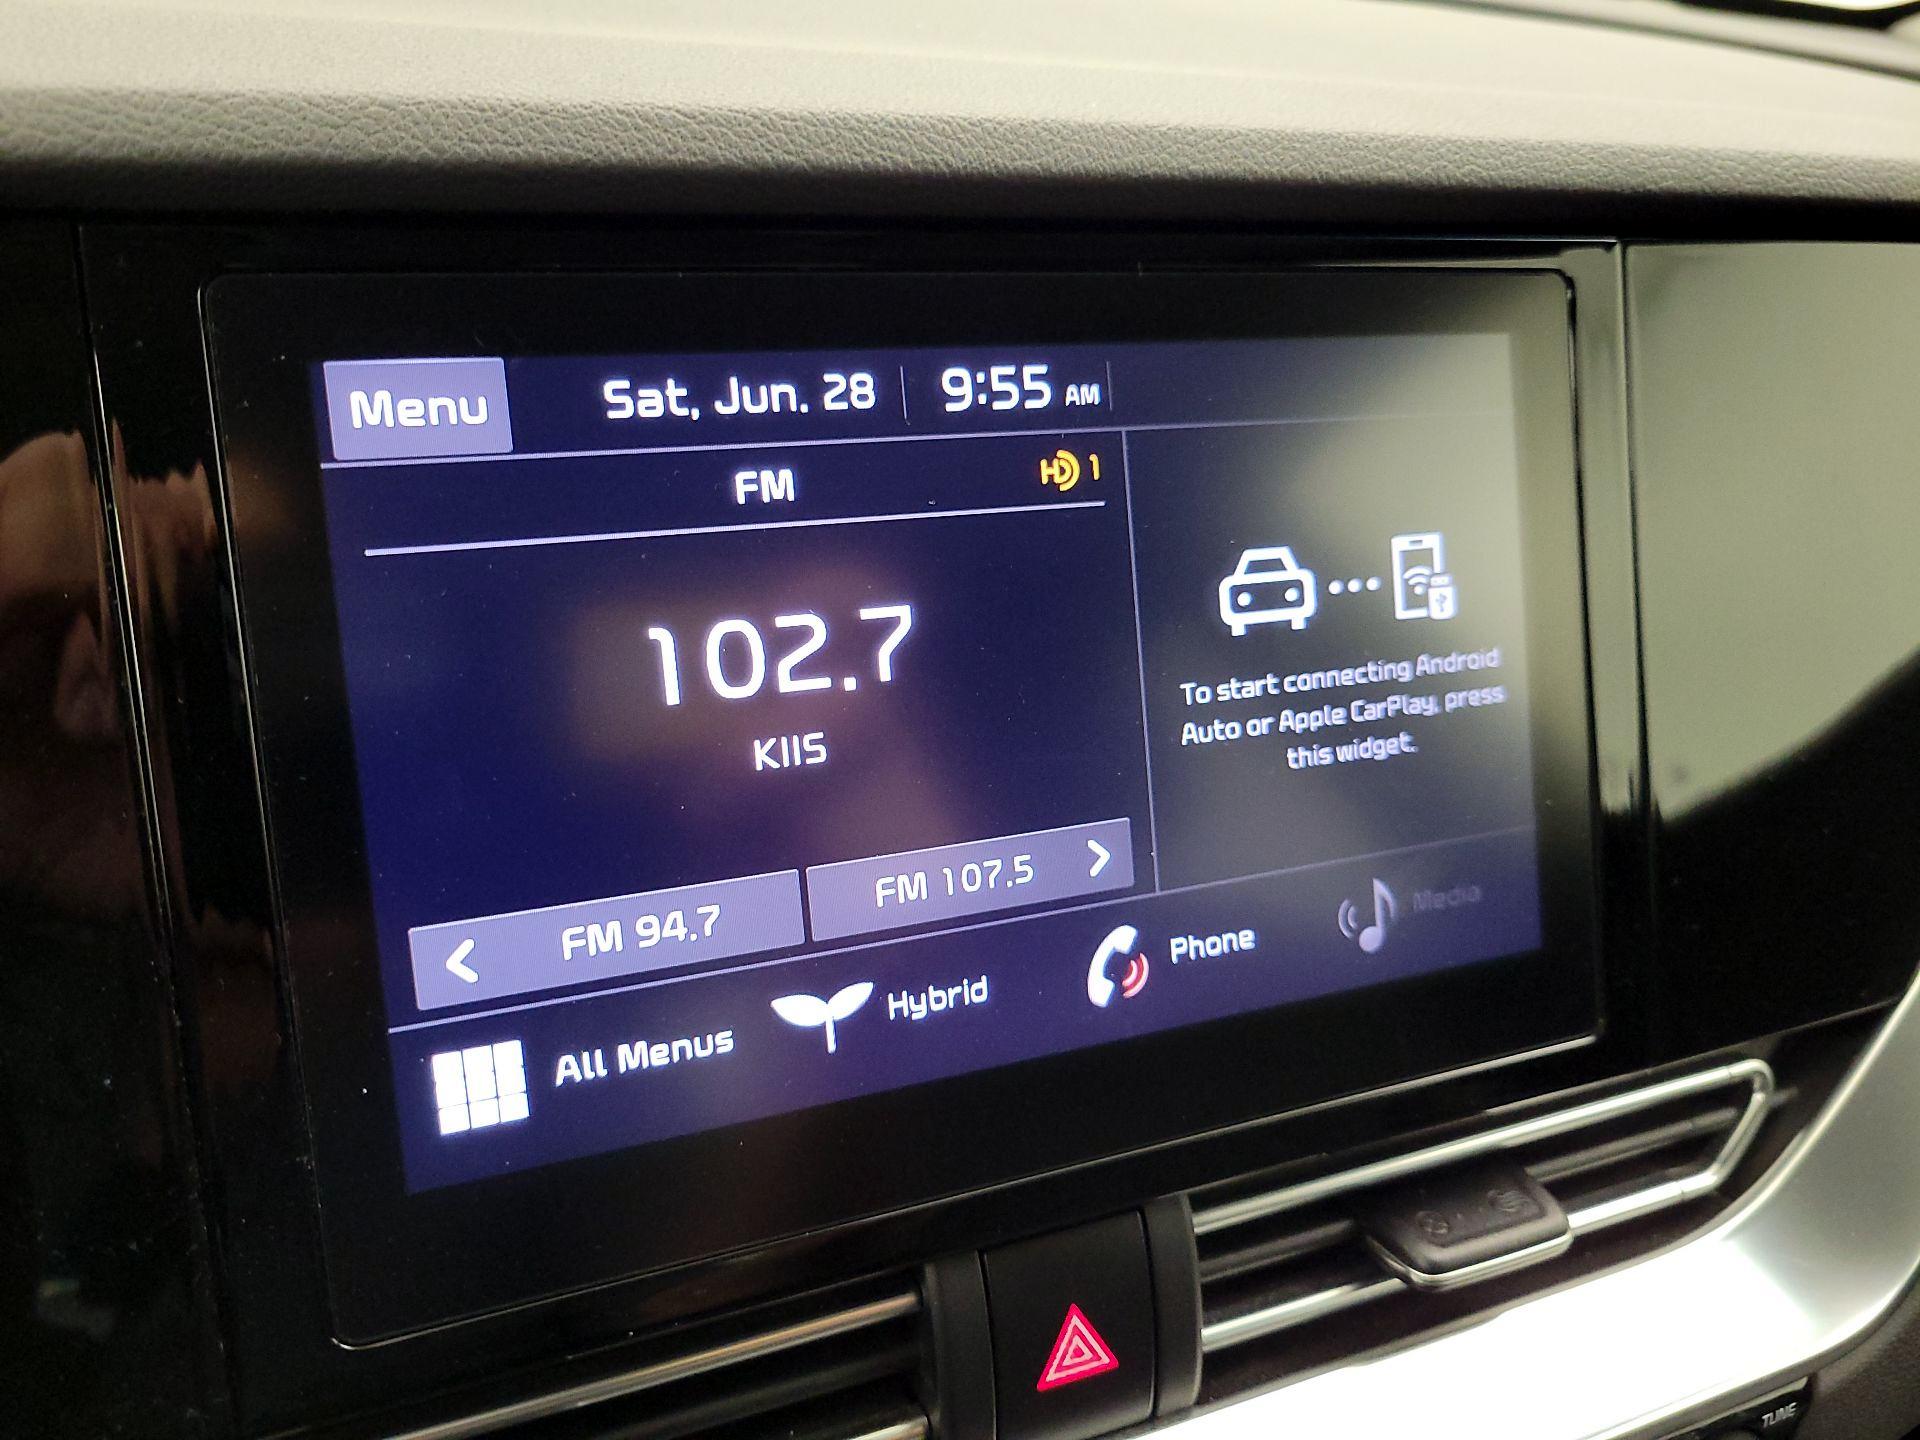 Menu
Sat, Jun. 28
9:55 AM
FM
HD 1
102.7
KIIS
FM 94.7
FM 107.5
To start connecting Android
Auto or Apple CarPlay, press
this widget.
All Menus
Hybrid
Phone
Media
TUNE